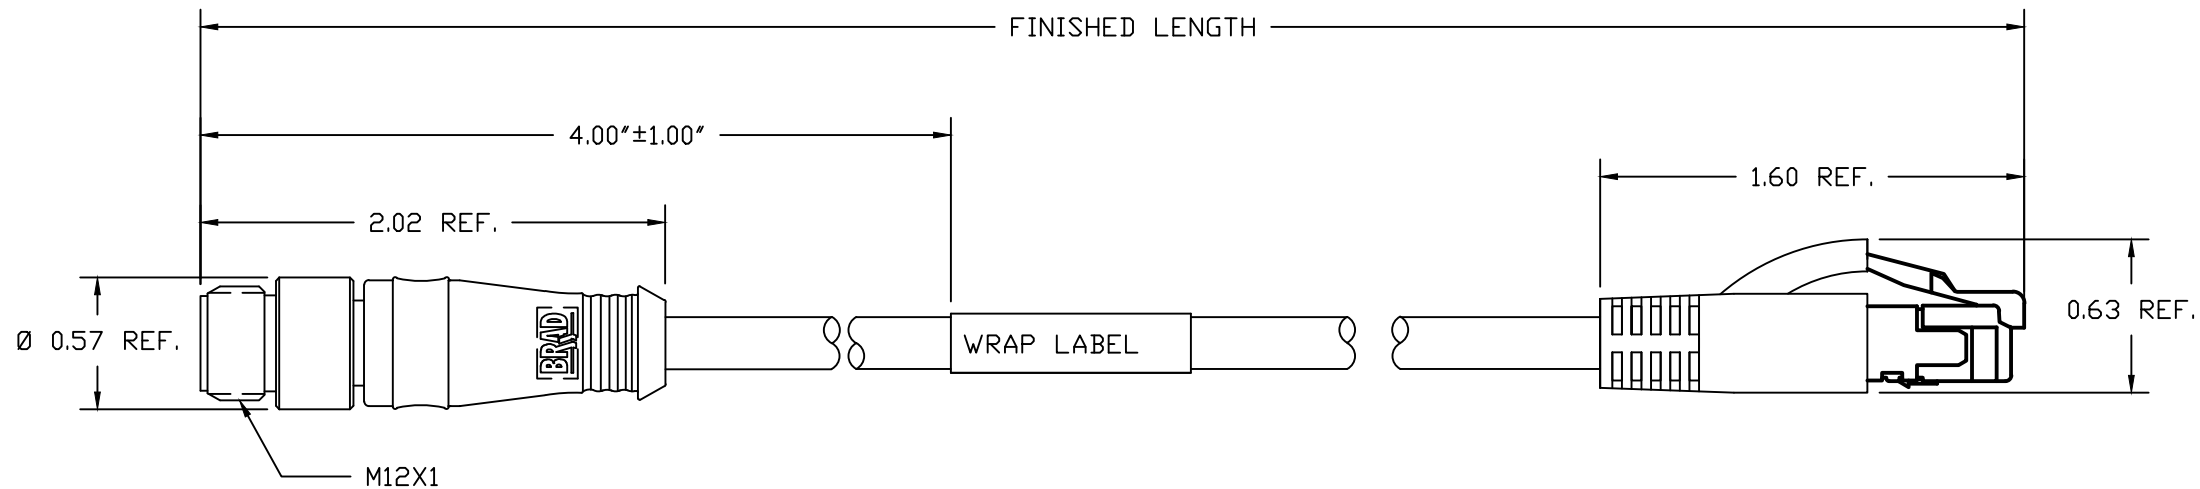 FINISHED LENGTH
4.00"±1.00"
1.60 REF.
2.02 REF.
0.63 REF.
Ø 0.57 REF.
BRAD
WRAP LABEL
M12X1